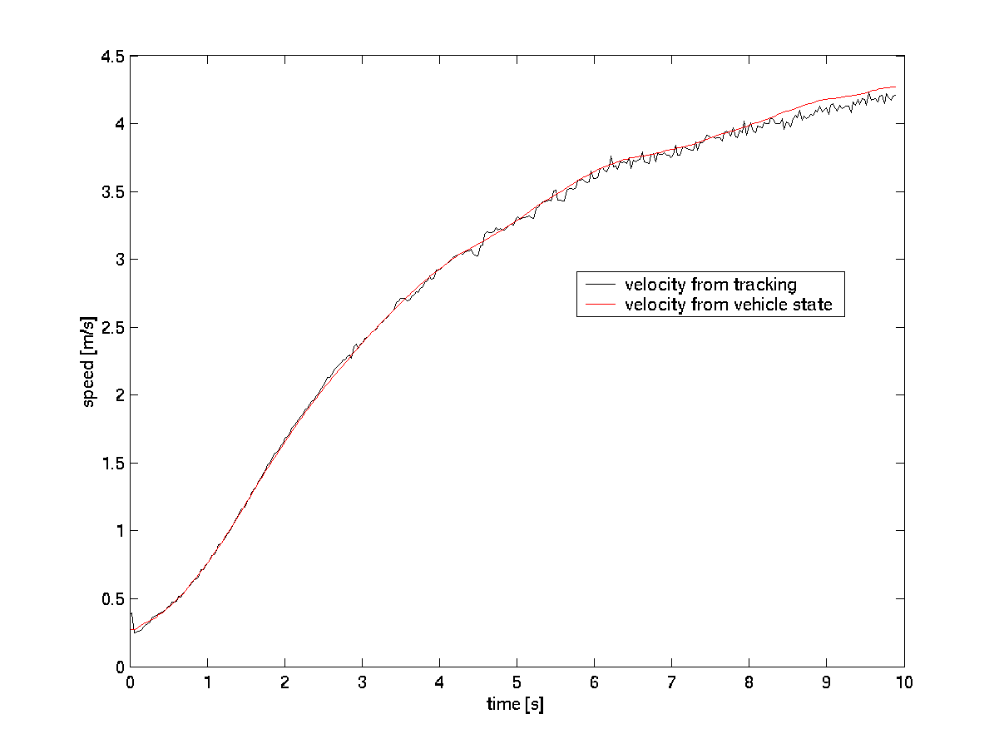 4.5
4
3.5
3
2.5
2
1.5
1
0.5
0
speed [m/s]
velocity from tracking
velocity from vehicle state
0 1 2 3 4 5 6 7 8 9 10
time [s]